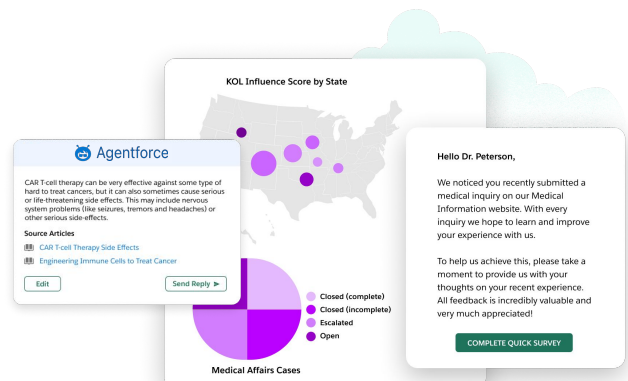 KOL Influence Score by State
Agentforce
CAR T-cell therapy can be very effective against some type of
hard to treat cancers, but it can also sometimes cause serious
or life-threatening side effects. This may include nervous
system problems (like seizures, tremors and headaches) or
other serious side-effects.
Source Articles
CAR T-cell Therapy Side Effects
Engineering Immune Cells to Treat Cancer
Edit
Send Reply
Closed (complete)
Closed (incomplete)
Escalated
Open
Medical Affairs Cases
Hello Dr. Peterson,
We noticed you recently submitted a
medical inquiry on our Medical
Information website. With every
inquiry we hope to learn and improve
your experience with us.
To help us achieve this, please take a
moment to provide us with your
thoughts on your recent experience.
All feedback is incredibly valuable and
very much appreciated!
COMPLETE QUICK SURVEY